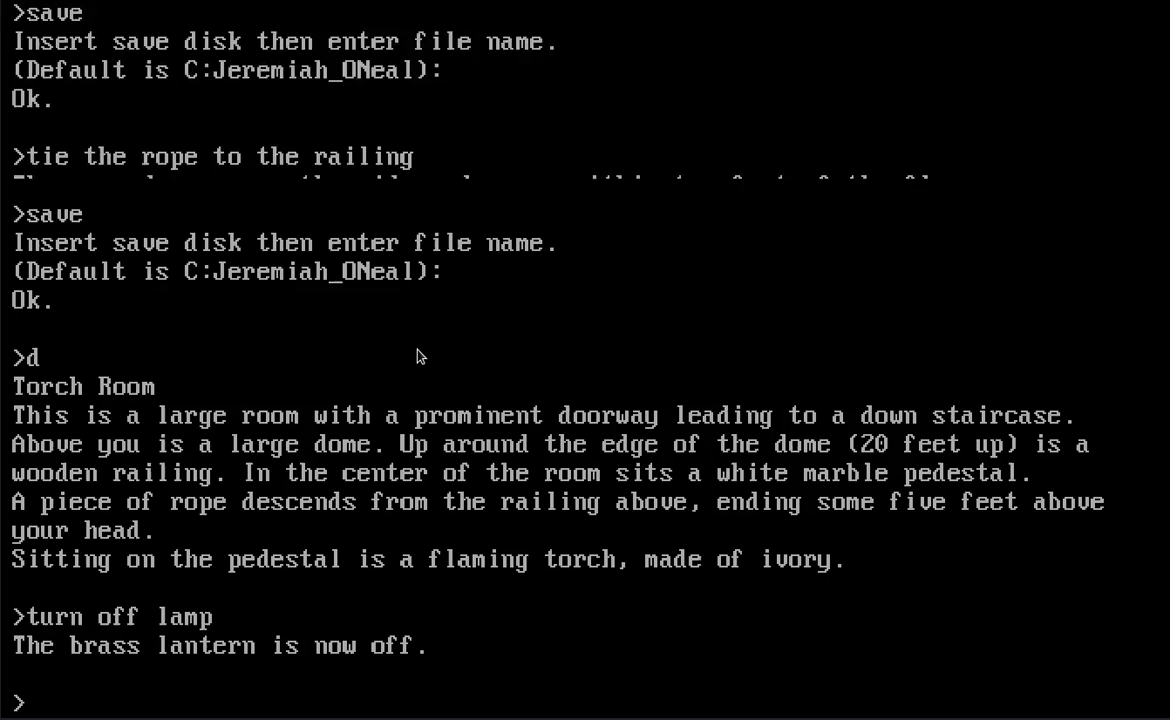 >save
Insert save disk then enter file name.
(Default is C:Jeremiah_ONeal):
Ok.
>tie the rope to the railing
>save
Insert save disk then enter file name.
(Default is C:Jeremiah_ONeal):
Ok.
>d
Torch Room
This is a large room with a prominent doorway leading to a down staircase.
Above you is a large dome. Up around the edge of the dome (20 feet up) is a
wooden railing. In the center of the room sits a white marble pedestal.
A piece of rope descends from the railing above, ending some five feet above
your head.
Sitting on the pedestal is a flaming torch, made of ivory.
>turn off lamp
The brass lantern is now off.
>